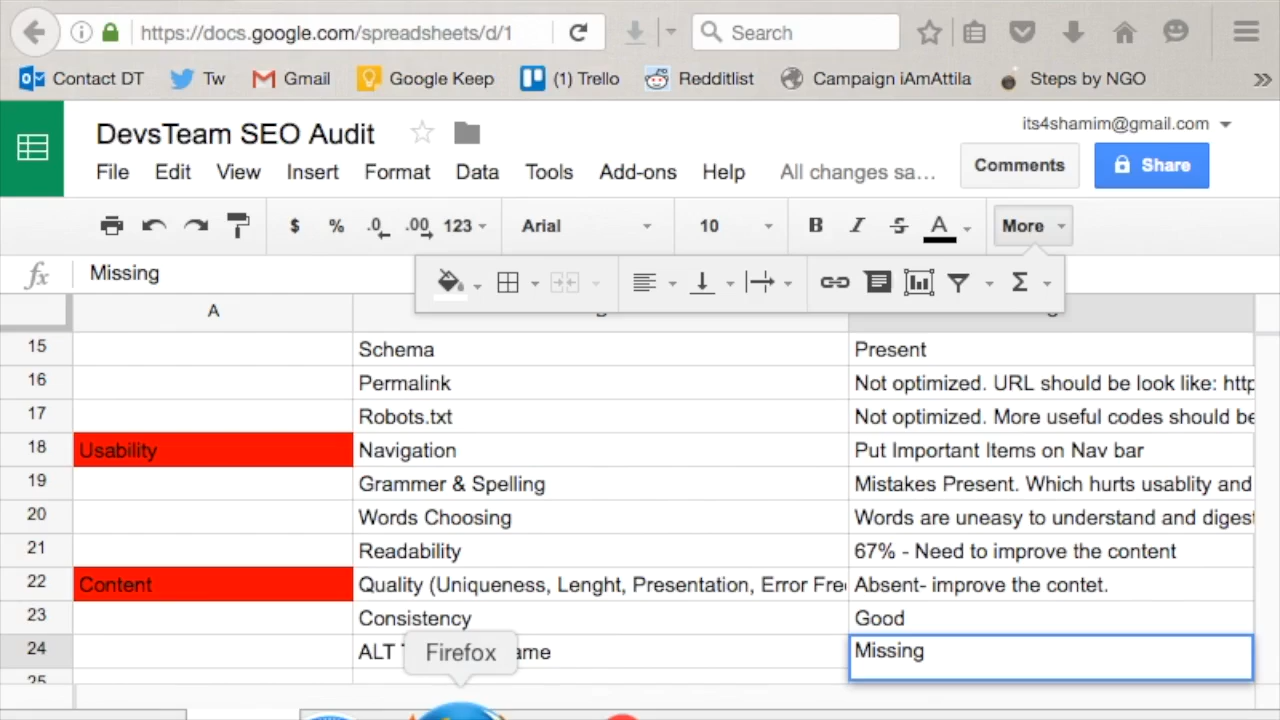 https://docs.google.com/spreadsheets/d/1
Search
Contact DT
Tw
Gmail
Google Keep
(1) Trello
Redditlist
Campaign iAmAttila
Steps by NGO
DevsTeam SEO Audit
its4shamim@gmail.com
File Edit View Insert Format Data Tools Add-ons Help All changes sa...
Comments
Share
$ % .0 .00 123 Arial 10 B I S A More
fx Missing
A
15 Schema Present
16 Permalink Not optimized. URL should be look like: http
17 Robots.txt Not optimized. More useful codes should be
18 Usability Navigation Put Important Items on Nav bar
19 Grammer & Spelling Mistakes Present. Which hurts usablity and
20 Words Choosing Words are uneasy to understand and digest
21 Readability 67% - Need to improve the content
22 Content Quality (Uniqueness, Lenght, Presentation, Error Free Absent- improve the contet.
23 Consistency Good
24 ALT Missing
Firefox
25